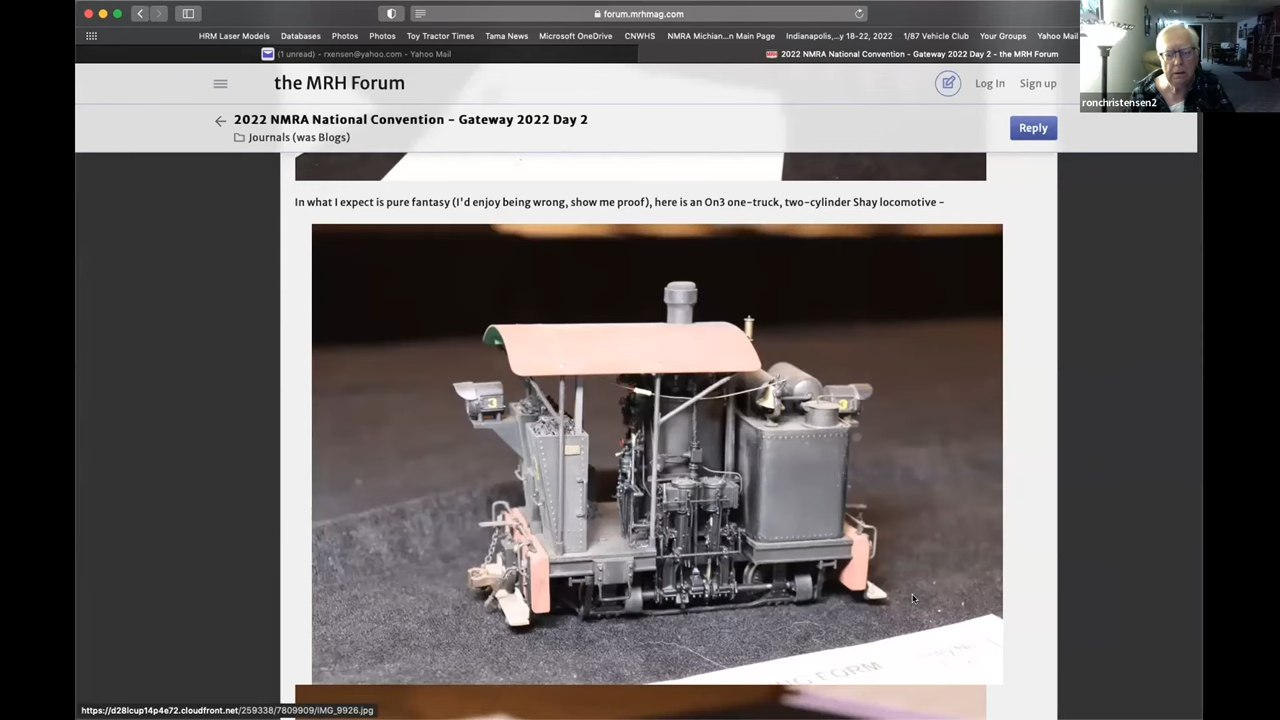 forum.mrhmag.com
HRM Laser Models
Databases
Photos
Photos
Toy Tractor Times
Tama News
Microsoft OneDrive
CNWHS
NMRA Michian...n Main Page
Indianapolis,...y 18-22, 2022
1/87 Vehicle Club
Your Groups
Yahoo Mail
(1 unread) - rxensen@yahoo.com - Yahoo Mail
2022 NMRA National Convention - Gateway 2022 Day 2 - the MRH Forum
ronchristensen2
the MRH Forum
Log In
Sign up
2022 NMRA National Convention - Gateway 2022 Day 2
Journals (was Blogs)
Reply
In what I expect is pure fantasy (I'd enjoy being wrong, show me proof), here is an On3 one-truck, two-cylinder Shay locomotive -
3
3
FORM
https://d28lcup14p4e72.cloudfront.net/259338/7809909/IMG_9926.jpg